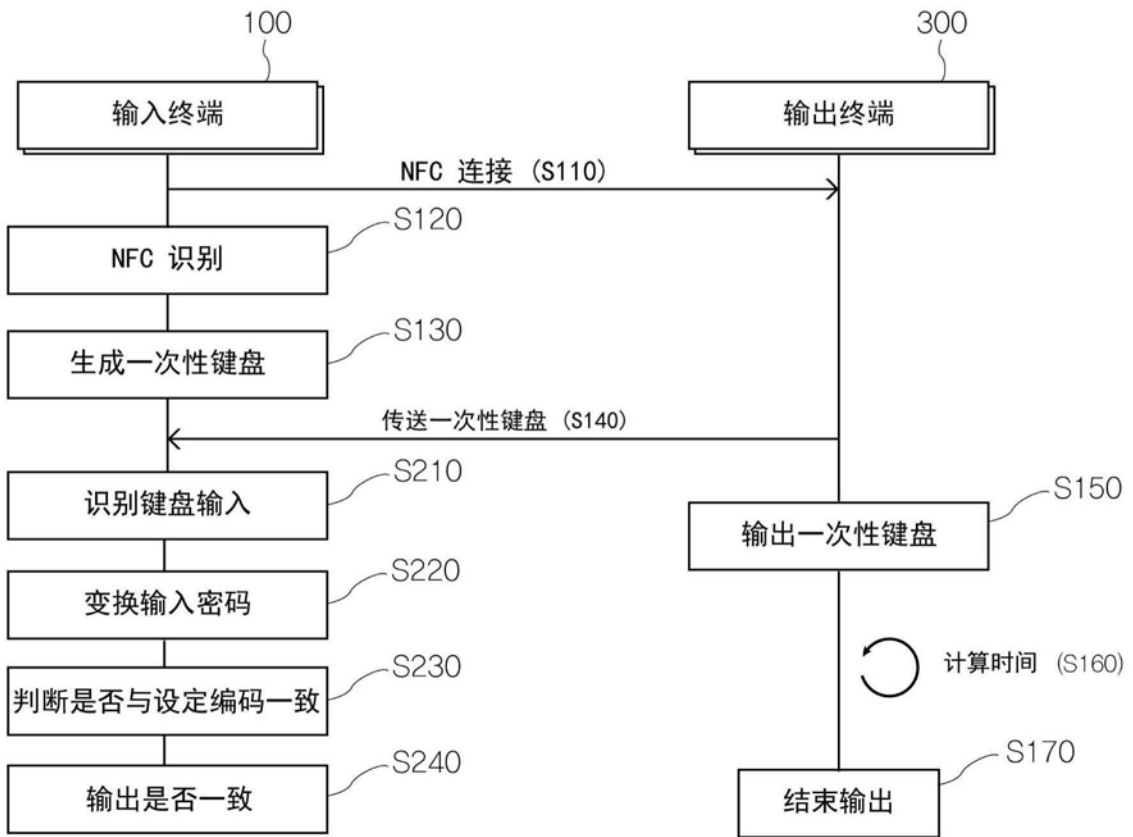 100
300
输入终端
输出终端
NFC 连接 (S110)
S120
NFC 识别
S130
生成一次性键盘
传送一次性键盘 (S140)
S210
识别键盘输入
S150
输出一次性键盘
S220
变换输入密码
S230
判断是否与设定编码一致
计算时间 (S160)
S240
输出是否一致
S170
结束输出